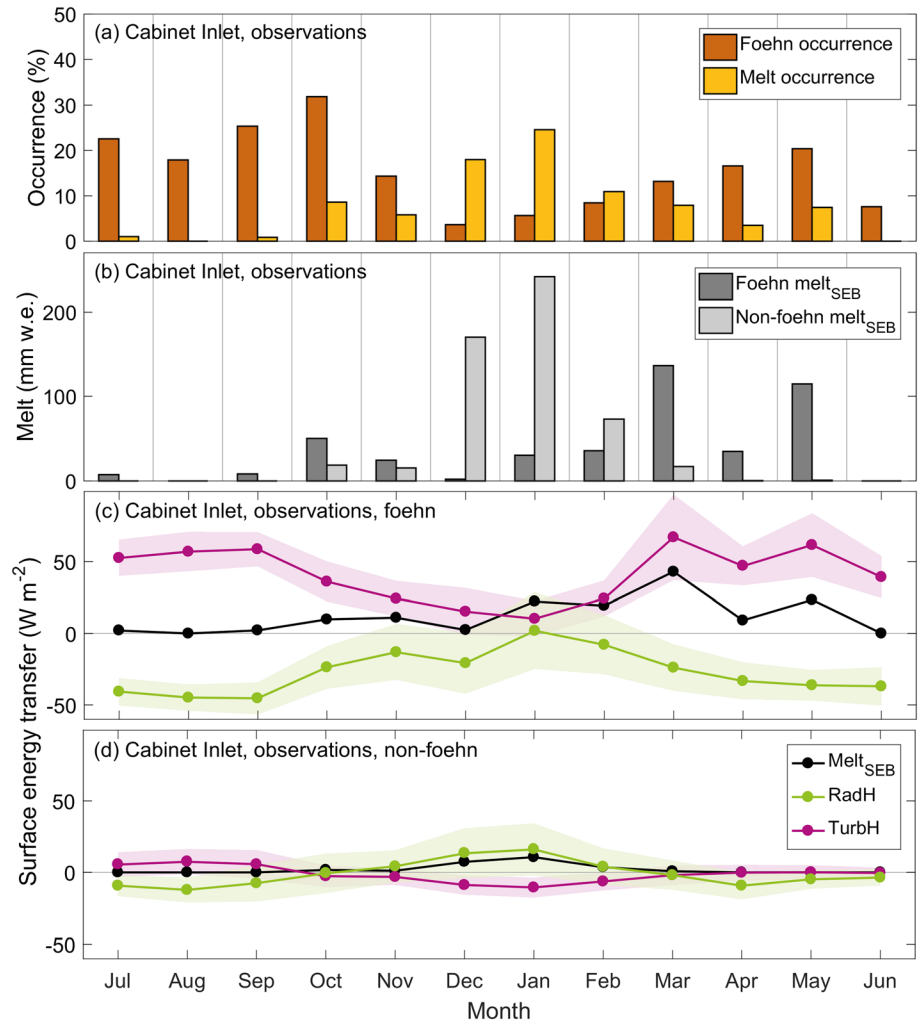 (a) Cabinet Inlet, observations
Foehn occurrence
Melt occurrence
Occurrence (%)
50
40
30
20
10
0
(b) Cabinet Inlet, observations
Foehn melt_SEB
Non-foehn melt_SEB
Melt (mm w.e.)
200
100
0
(c) Cabinet Inlet, observations, foehn
Surface energy transfer (W m⁻²)
50
0
-50
(d) Cabinet Inlet, observations, non-foehn
Melt_SEB
RadH
TurbH
50
0
-50
Jul Aug Sep Oct Nov Dec Jan Feb Mar Apr May Jun
Month